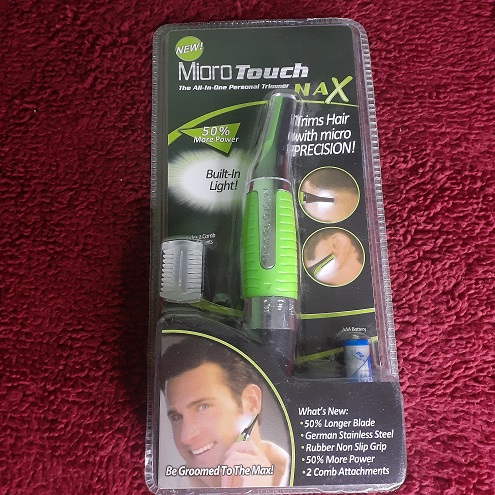 NEW!
Micro Touch
The All-In-One Personal Trimmer
MAX
Trims Hair
with micro
PRECISION!
50%
More Power
Built-In
Light!
2 Comb
AAA Battery
What's New:
• 50% Longer Blade
• German Stainless Steel
• Rubber Non Slip Grip
• 50% More Power
• 2 Comb Attachments
Be Groomed To The Max!